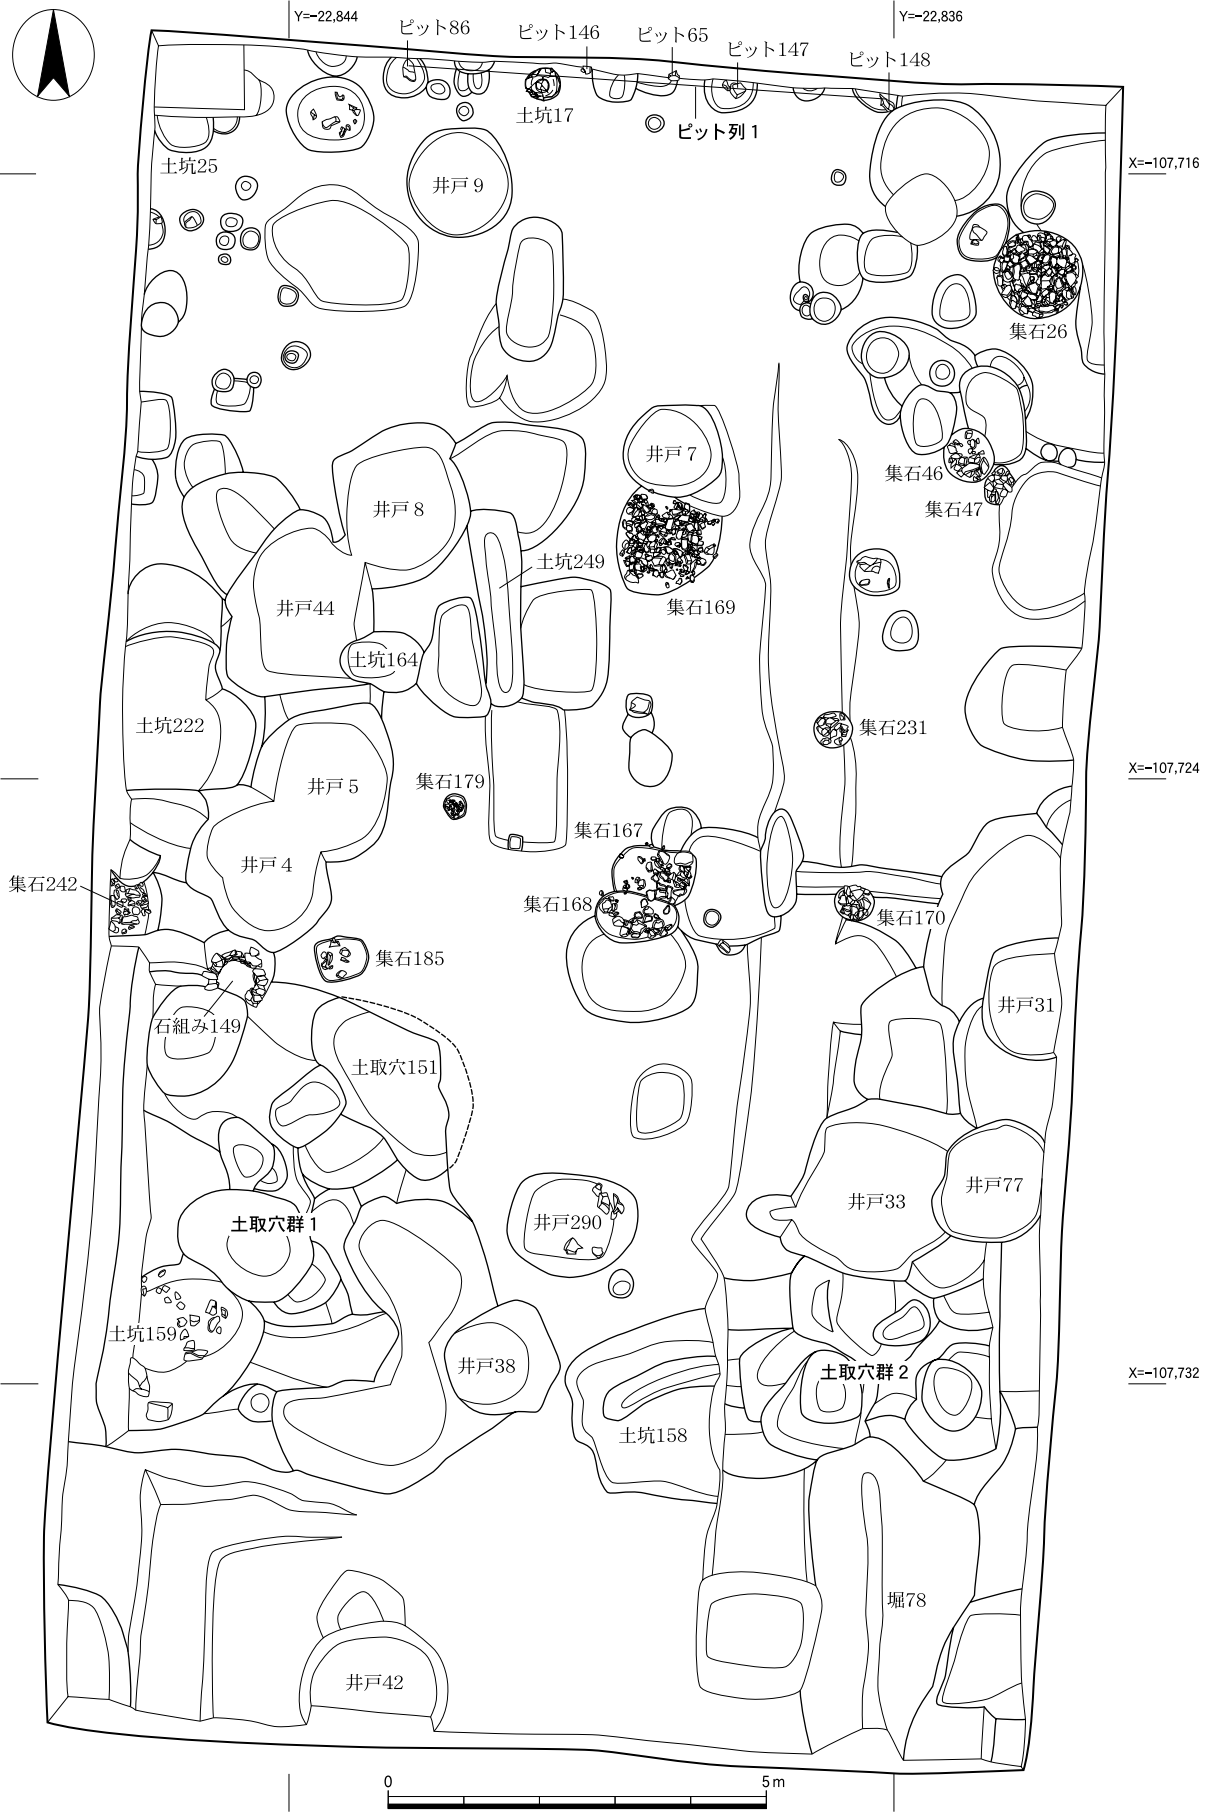 Y=-22,844
Y=-22,836
ピット86
ピット146
ピット65
ピット147
ピット148
土坑17
ピット列1
土坑25
X=-107,716
井戸9
集石26
井戸7
集石46
井戸8
集石47
土坑249
井戸44
集石169
土坑164
土坑222
集石231
X=-107,724
集石179
井戸5
集石167
井戸4
集石242
集石168
集石170
集石185
井戸31
石組み149
土取穴151
井戸77
井戸33
土取穴群1
井戸290
土坑159
井戸38
土取穴群2
X=-107,732
土坑158
堀78
井戸42
0
5m